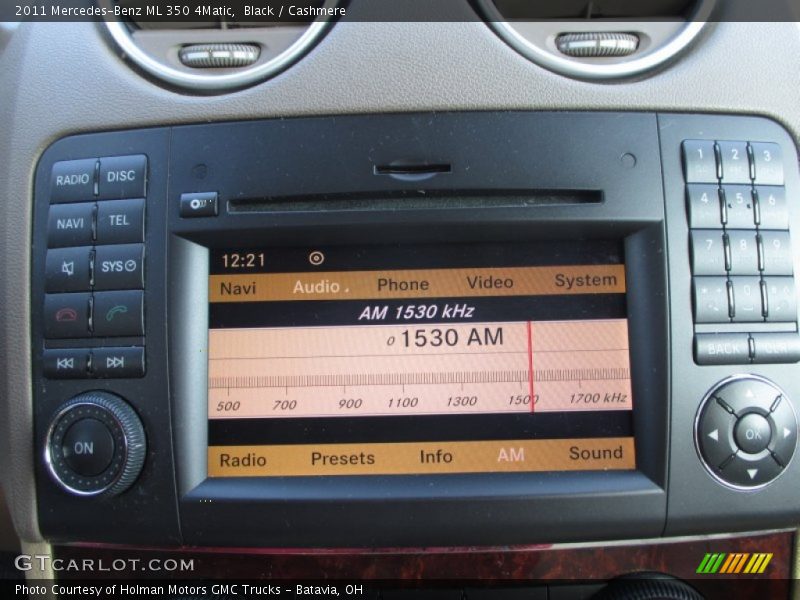 2011 Mercedes-Benz ML 350 4Matic, Black / Cashmere
RADIO DISC
NAVI TEL
SYS
ON
12:21
Navi Audio Phone Video System
AM 1530 kHz
0 1530 AM
500 700 900 1100 1300 1500 1700 kHz
Radio Presets Info AM Sound
1 2 3
4 5 6
7 8 9
* 0 #
BACK CLR
OK
GTCARLOT.COM
Photo Courtesy of Holman Motors GMC Trucks - Batavia, OH